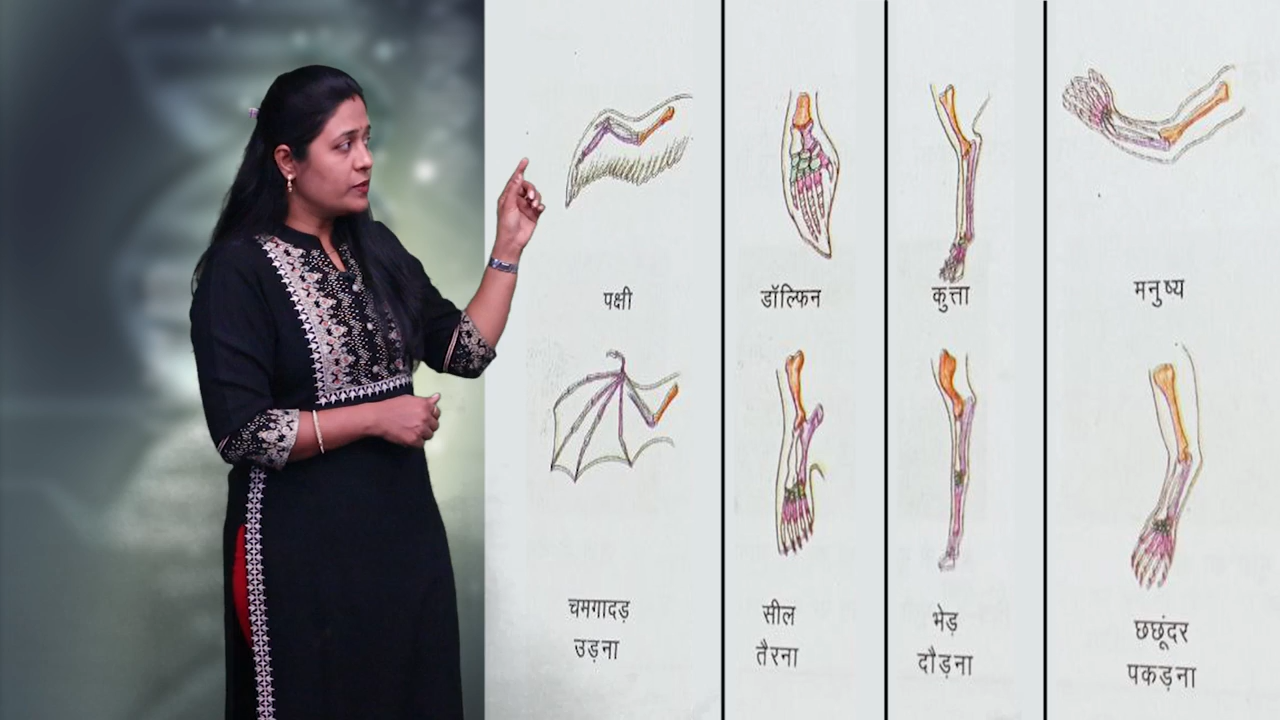 पक्षी
डॉल्फिन
कुत्ता
मनुष्य
चमगादड़
उड़ना
सील
तैरना
भेड़
दौड़ना
छछूंदर
पकड़ना